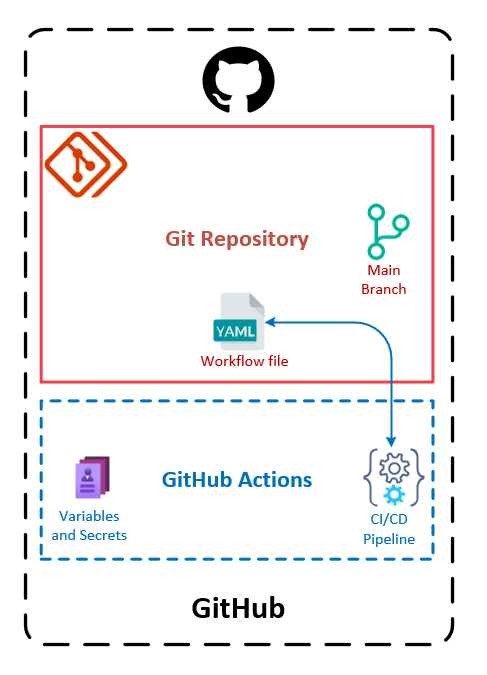 Git Repository
Main
Branch
YAML
Workflow file
GitHub Actions
Variables
and Secrets
CI/CD
Pipeline
GitHub